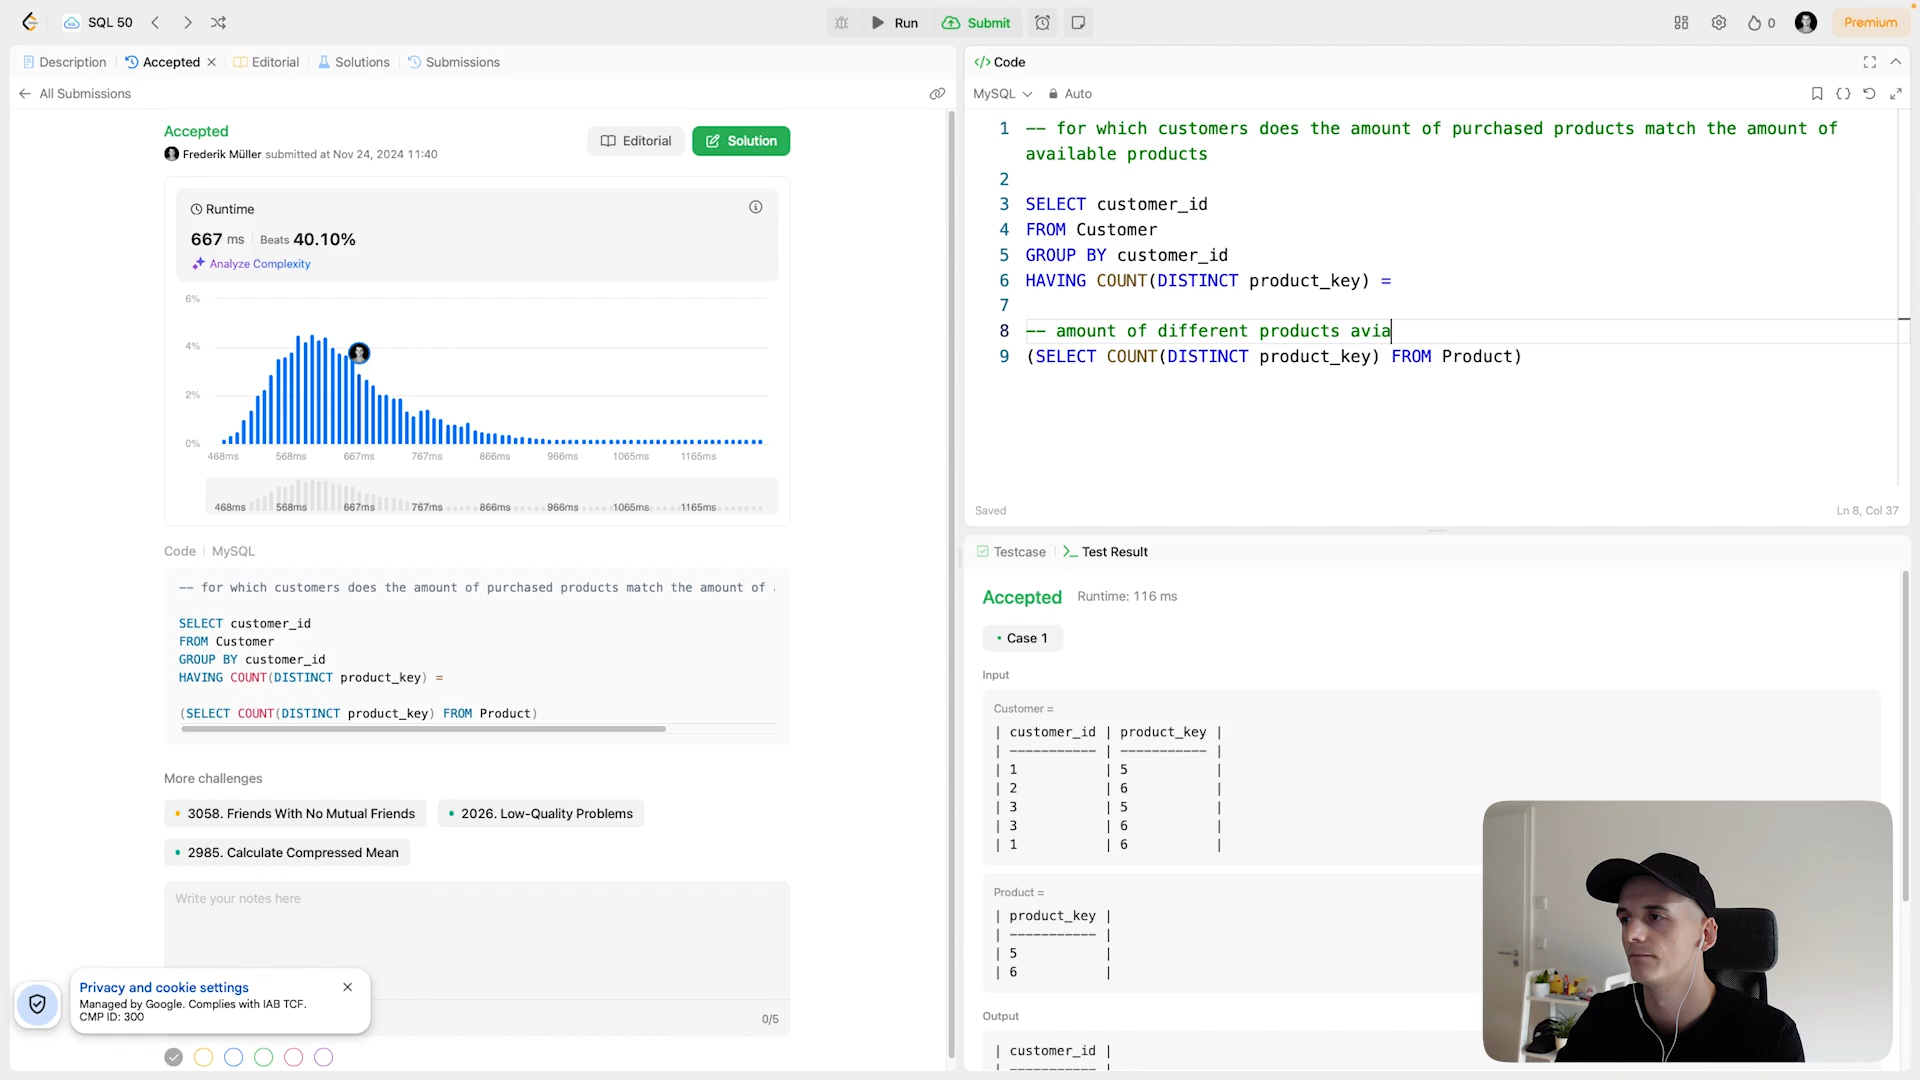 SQL 50
Run
Submit
0
Premium
Description
Accepted
Editorial
Solutions
Submissions
All Submissions
Accepted
Frederik Müller submitted at Nov 24, 2024 11:40
Editorial
Solution
Runtime
667 ms
Beats 40.10%
Analyze Complexity
6%
4%
2%
0%
468ms 568ms 667ms 767ms 866ms 966ms 1065ms 1165ms
468ms 568ms 667ms 767ms 866ms 966ms 1065ms 1165ms
Code | MySQL
-- for which customers does the amount of purchased products match the amount of
SELECT customer_id
FROM Customer
GROUP BY customer_id
HAVING COUNT(DISTINCT product_key) =
(SELECT COUNT(DISTINCT product_key) FROM Product)
More challenges
3058. Friends With No Mutual Friends
2026. Low-Quality Problems
2985. Calculate Compressed Mean
Write your notes here
0/5
Privacy and cookie settings
Managed by Google. Complies with IAB TCF.
CMP ID: 300
</> Code
MySQL
Auto
1 -- for which customers does the amount of purchased products match the amount of
available products
2
3 SELECT customer_id
4 FROM Customer
5 GROUP BY customer_id
6 HAVING COUNT(DISTINCT product_key) =
7
8 -- amount of different products avia
9 (SELECT COUNT(DISTINCT product_key) FROM Product)
Saved
Ln 8, Col 37
Testcase
>_ Test Result
Accepted
Runtime: 116 ms
Case 1
Input
Customer =
| customer_id | product_key |
| ----------- | ----------- |
| 1 | 5 |
| 2 | 6 |
| 3 | 5 |
| 3 | 6 |
| 1 | 6 |
Product =
| product_key |
| ----------- |
| 5 |
| 6 |
Output
| customer_id |